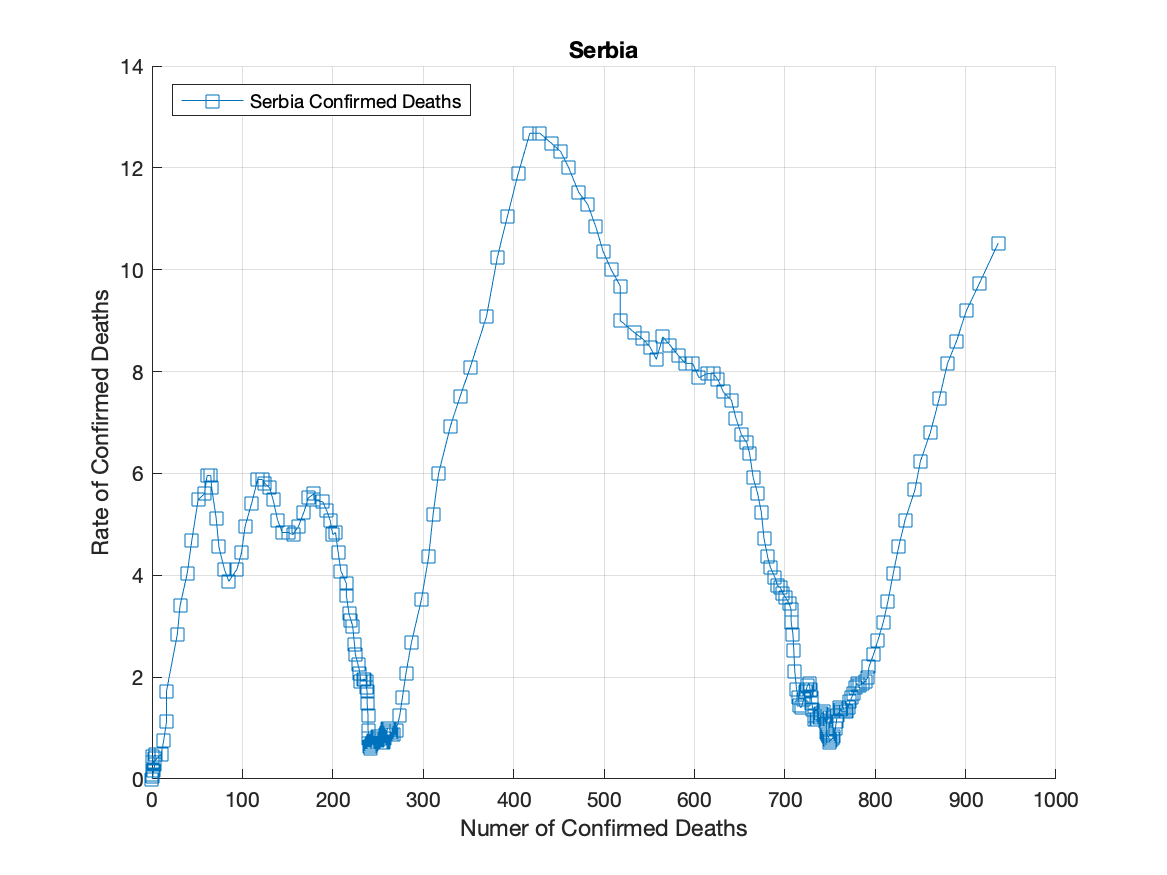 Serbia
14
Serbia Confirmed Deaths
12
10
8
6
4
2
0
Rate of Confirmed Deaths
0 100 200 300 400 500 600 700 800 900 1000
Numer of Confirmed Deaths